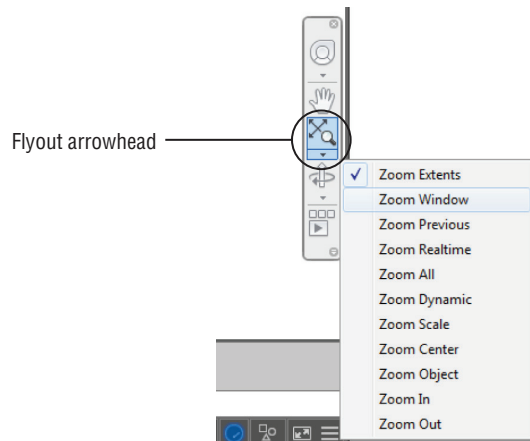 Flyout arrowhead
Zoom Extents
Zoom Window
Zoom Previous
Zoom Realtime
Zoom All
Zoom Dynamic
Zoom Scale
Zoom Center
Zoom Object
Zoom In
Zoom Out